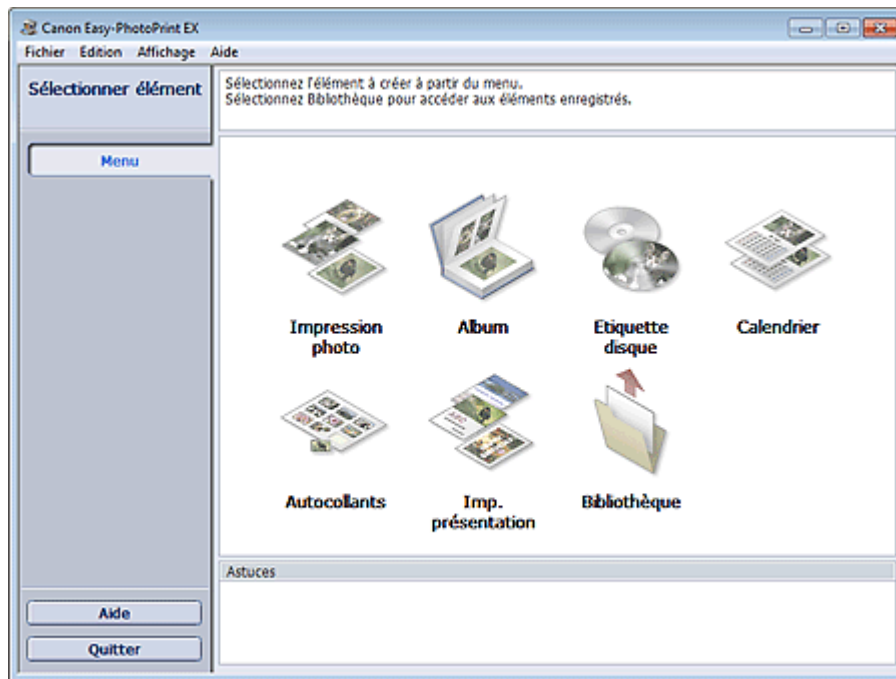 Canon Easy-PhotoPrint EX
Fichier Edition Affichage Aide
Sélectionner élément
Sélectionnez l'élément à créer à partir du menu.
Sélectionnez Bibliothèque pour accéder aux éléments enregistrés.
Menu
Impression
photo
Album
Etiquette
disque
Calendrier
Autocollants
Imp.
présentation
Bibliothèque
Astuces
Aide
Quitter